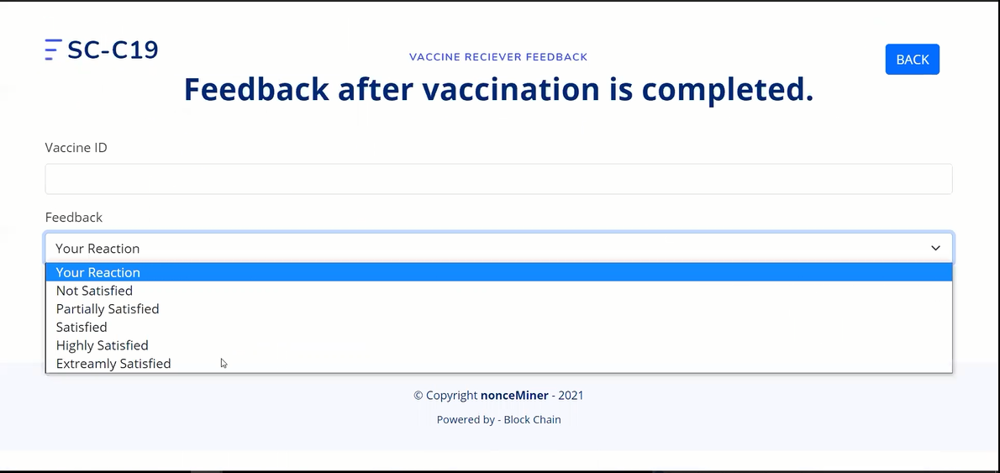 SC-C19
VACCINE RECIEVER FEEDBACK
BACK
Feedback after vaccination is completed.
Vaccine ID
Feedback
Your Reaction
Your Reaction
Not Satisfied
Partially Satisfied
Satisfied
Highly Satisfied
Extreamly Satisfied
© Copyright nonceMiner - 2021
Powered by - Block Chain